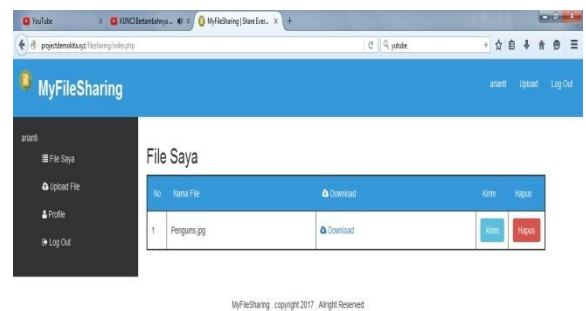 YouTube
KUNCI Bertambahnya ...
MyFileSharing | Share Ever...
projectdemokita.xyz/filesharing/index.php
yutube
MyFileSharing
arianti Upload Log Out
arianti
File Saya
Upload File
Profile
Log Out
File Saya
No Nama File Download Kirim Hapus
1 Penguins.jpg Download Kirim Hapus
MyFileSharing . copyright 2017 . Allright Reserved